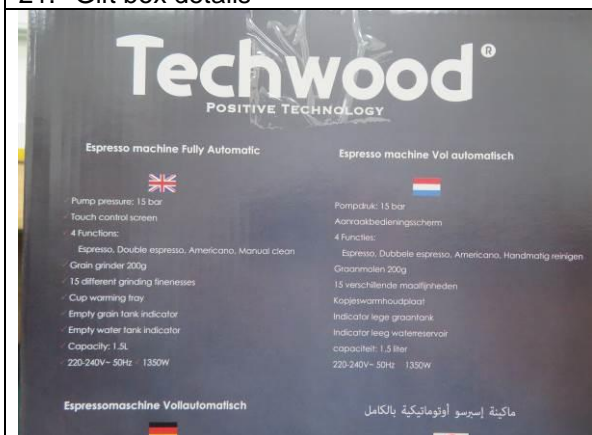 21. Gift box details
Techwood®
POSITIVE TECHNOLOGY
Espresso machine Fully Automatic
Pump pressure: 15 bar
Touch control screen
4 Functions:
Espresso, Double espresso, Americano, Manual clean
Grain grinder 200g
15 different grinding finenesses
Cup warming tray
Empty grain tank indicator
Empty water tank indicator
Capacity: 1.5L
220-240V~ 50Hz 1350W
Espresso machine Vol automatisch
Pompdruk: 15 bar
Aanraakbedieningsscherm
4 Functies:
Espresso, Dubbele espresso, Americano, Handmatig reinigen
Graanmolen 200g
15 verschillende maalfijnheden
Kopjeswarmhoudplaat
Indicator lege graantank
Indicator leeg waterreservoir
capaciteit: 1,5 liter
220-240V~ 50Hz 1350W
Espressomaschine Vollautomatisch
ماكينة إسبرسو أوتوماتيكية بالكامل